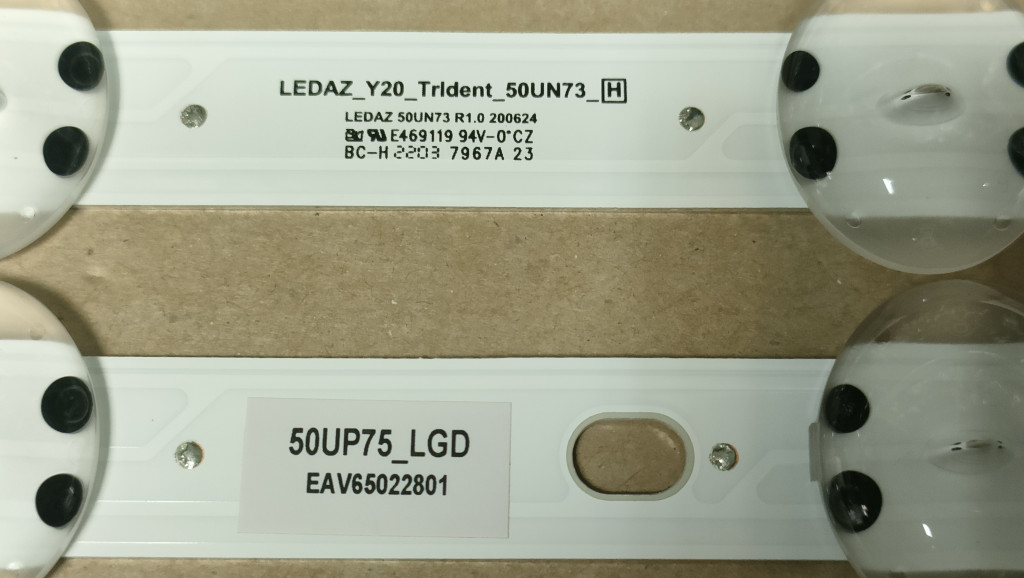 LEDAZ_Y20_TrIdent_50UN73_H
LEDAZ 50UN73 R1.0 200624
E469119 94V-0*CZ
BC-H 2203 7967A 23
50UP75_LGD
EAV65022801